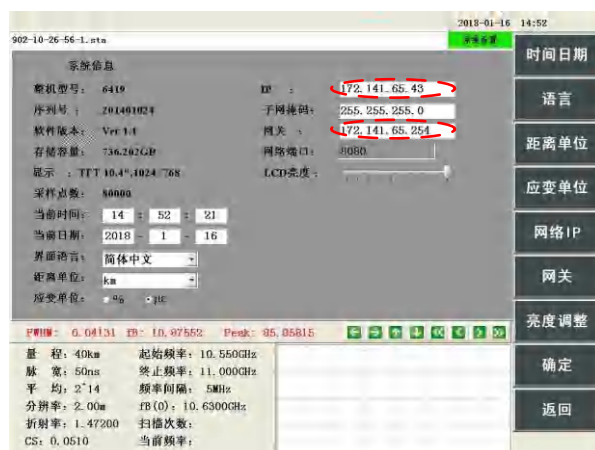 2018-01-16 14:52
902-10-26-56-1.sta
系统设置
系统信息
整机型号: 6419
IP : 172.141.65.43
序列号 : 201401024
子网掩码: 255.255.255.0
软件版本: Ver 1.1
网关 : 172.141.65.254
存储容量: 736.202GB
网络端口: 8080
显示 : TFT 10.4",1024*768
LCD亮度:
采样点数: 80000
当前时间: 14 : 52 : 21
当前日期: 2018 - 1 - 16
界面语言: 简体中文
距离单位: km
应变单位: % με
FWHM: 6.04131 fB: 10.87552 Peak: 85.05815
量 程: 40km 起始频率: 10.550GHz
脉 宽: 50ns 终止频率: 11.000GHz
平 均: 2^14 频率间隔: 5MHz
分辨率: 2.00m fB(0): 10.6300GHz
折射率: 1.47200 扫描次数:
CS: 0.0510 当前频率:
时间日期
语言
距离单位
应变单位
网络IP
网关
亮度调整
确定
返回